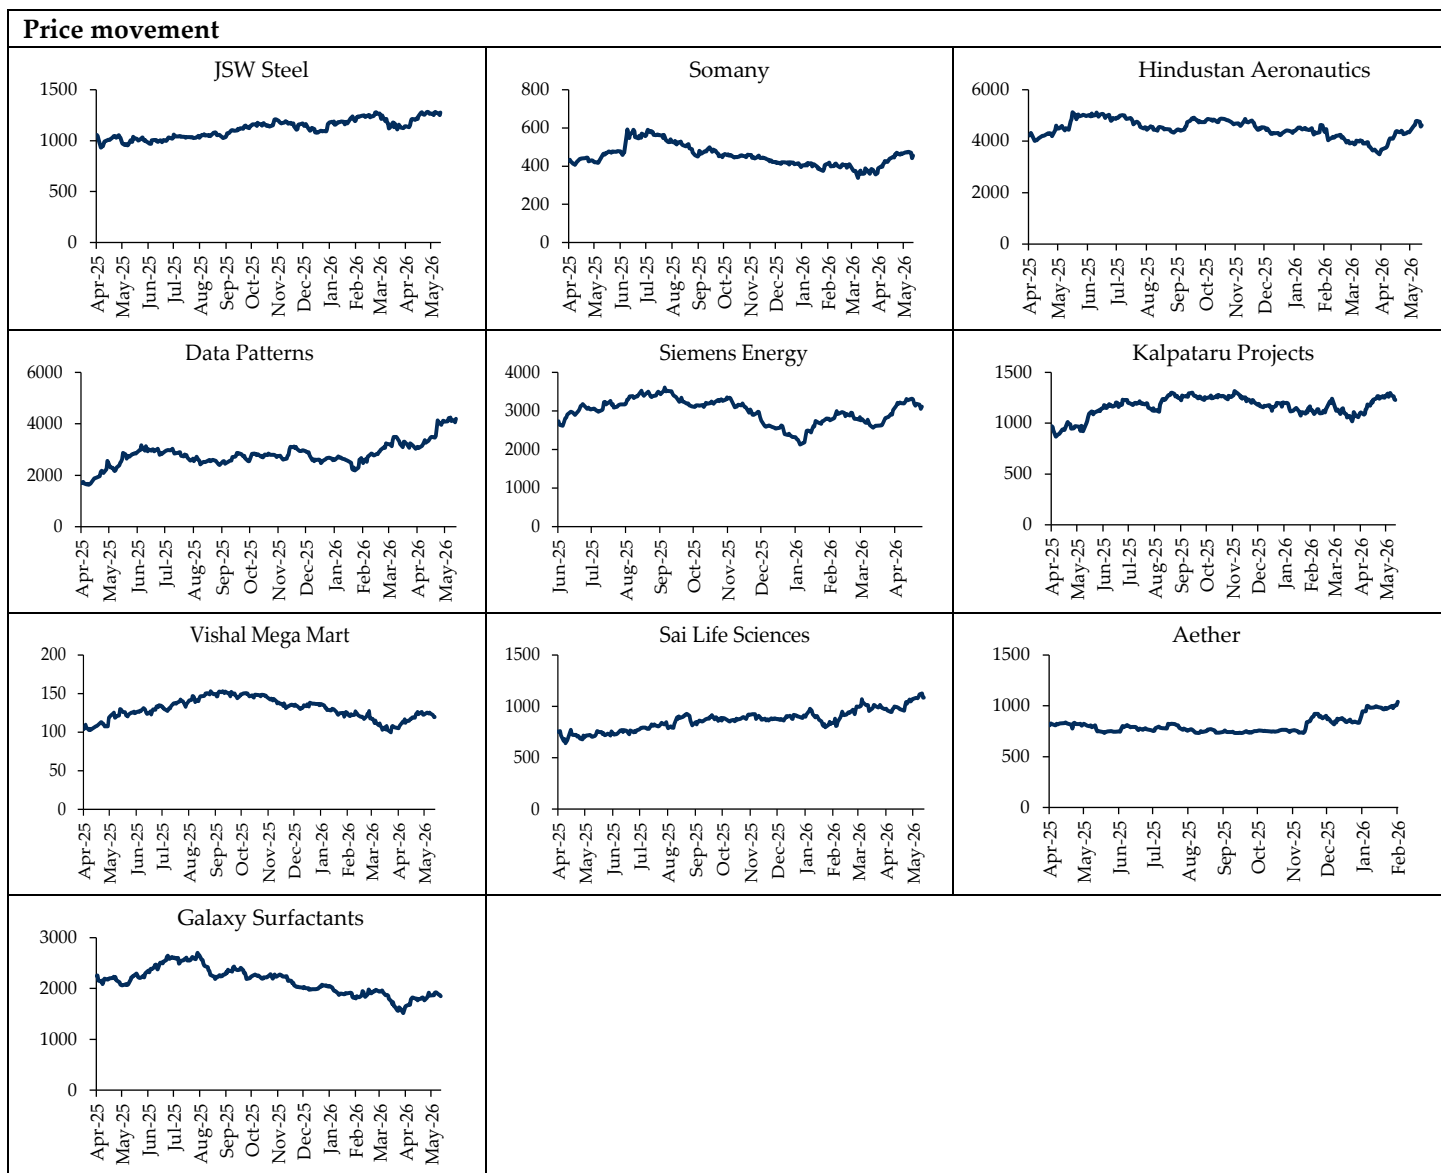 Price movement
JSW Steel
1500
1000
500
0
Apr-25
May-25
Jun-25
Jul-25
Aug-25
Sep-25
Oct-25
Nov-25
Dec-25
Jan-26
Feb-26
Mar-26
Apr-26
May-26
Somany
800
600
400
200
0
Apr-25
May-25
Jun-25
Jul-25
Aug-25
Sep-25
Oct-25
Nov-25
Dec-25
Jan-26
Feb-26
Mar-26
Apr-26
May-26
Hindustan Aeronautics
6000
4000
2000
0
Apr-25
May-25
Jun-25
Jul-25
Aug-25
Sep-25
Oct-25
Nov-25
Dec-25
Jan-26
Feb-26
Mar-26
Apr-26
May-26
Data Patterns
6000
4000
2000
0
Apr-25
May-25
Jun-25
Jul-25
Aug-25
Sep-25
Oct-25
Nov-25
Dec-25
Jan-26
Feb-26
Mar-26
Apr-26
May-26
Siemens Energy
4000
3000
2000
1000
0
Jun-25
Jul-25
Aug-25
Sep-25
Oct-25
Nov-25
Dec-25
Jan-26
Feb-26
Mar-26
Apr-26
Kalpataru Projects
1500
1000
500
0
Apr-25
May-25
Jun-25
Jul-25
Aug-25
Sep-25
Oct-25
Nov-25
Dec-25
Jan-26
Feb-26
Mar-26
Apr-26
May-26
Vishal Mega Mart
200
150
100
50
0
Apr-25
May-25
Jun-25
Jul-25
Aug-25
Sep-25
Oct-25
Nov-25
Dec-25
Jan-26
Feb-26
Mar-26
Apr-26
May-26
Sai Life Sciences
1500
1000
500
0
Apr-25
May-25
Jun-25
Jul-25
Aug-25
Sep-25
Oct-25
Nov-25
Dec-25
Jan-26
Feb-26
Mar-26
Apr-26
May-26
Aether
1500
1000
500
0
Apr-25
May-25
Jun-25
Jul-25
Aug-25
Sep-25
Oct-25
Nov-25
Dec-25
Jan-26
Feb-26
Galaxy Surfactants
3000
2000
1000
0
Apr-25
May-25
Jun-25
Jul-25
Aug-25
Sep-25
Oct-25
Nov-25
Dec-25
Jan-26
Feb-26
Mar-26
Apr-26
May-26